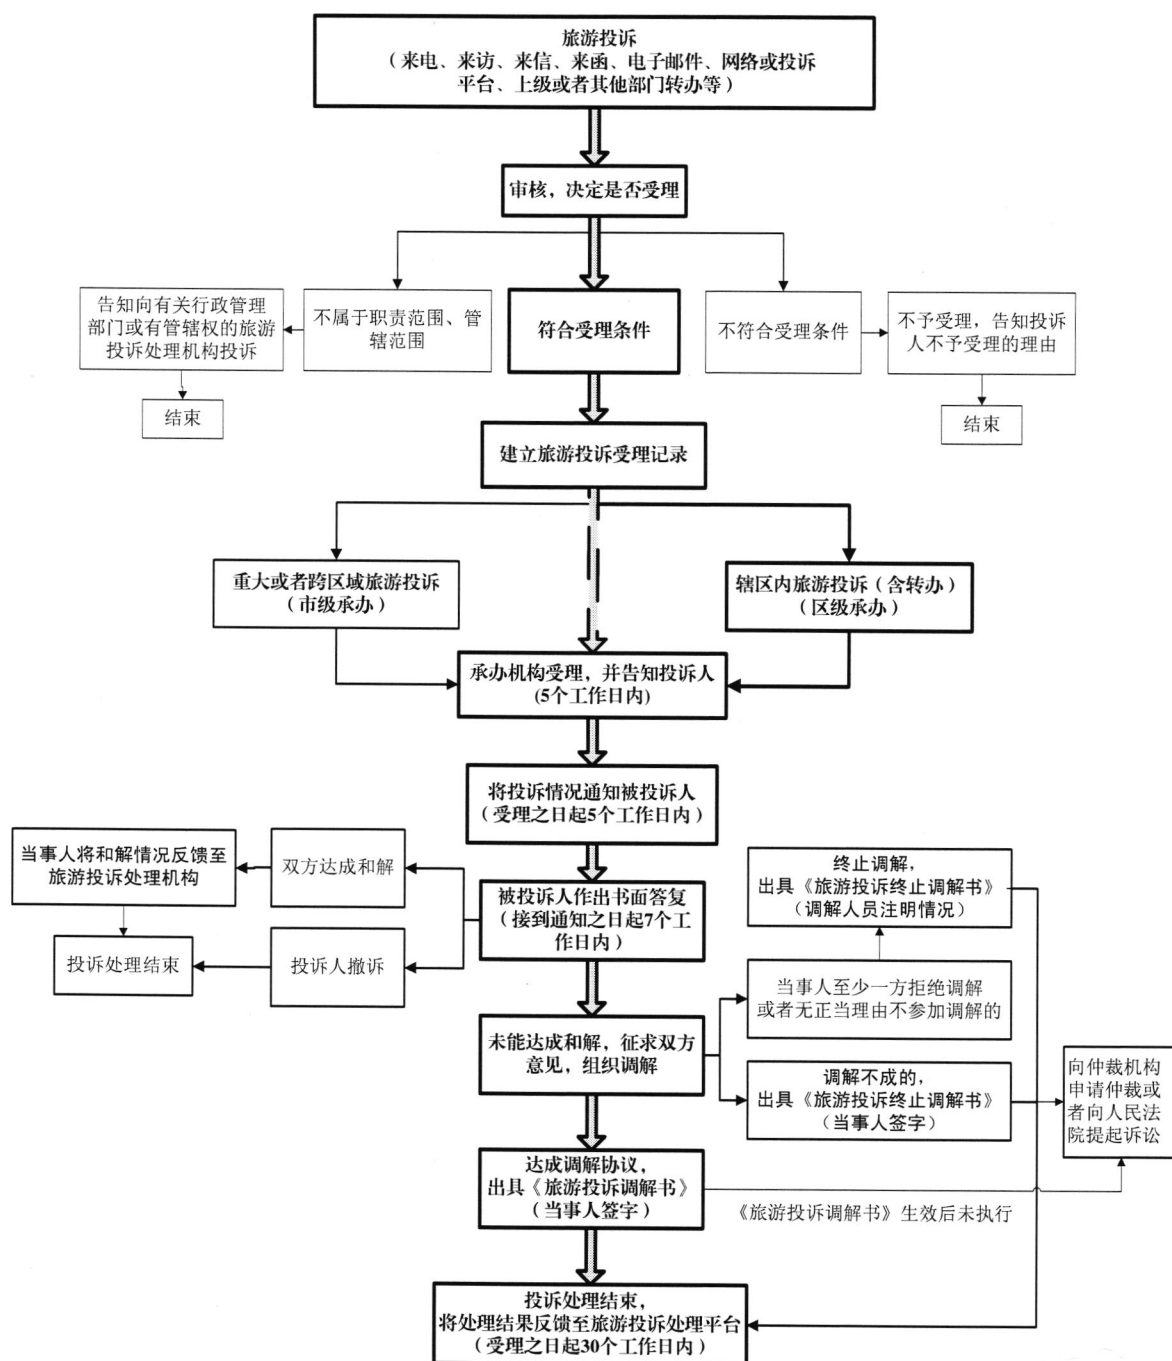 旅游投诉
（来电、来访、来信、来函、电子邮件、网络或投诉
平台、上级或者其他部门转办等）
审核，决定是否受理
告知向有关行政管理
部门或有管辖权的旅游
投诉处理机构投诉
不属于职责范围、管
辖范围
符合受理条件
不符合受理条件
不予受理，告知投诉
人不予受理的理由
结束
结束
建立旅游投诉受理记录
重大或者跨区域旅游投诉
（市级承办）
辖区内旅游投诉（含转办）
（区级承办）
承办机构受理，并告知投诉人
(5个工作日内)
将投诉情况通知被投诉人
（受理之日起5个工作日内）
当事人将和解情况反馈至
旅游投诉处理机构
双方达成和解
被投诉人作出书面答复
（接到通知之日起7个工
作日内）
终止调解，
出具《旅游投诉终止调解书》
（调解人员注明情况）
投诉处理结束
投诉人撤诉
当事人至少一方拒绝调解
或者无正当理由不参加调解的
未能达成和解，征求双方
意见，组织调解
调解不成的，
出具《旅游投诉终止调解书》
（当事人签字）
向仲裁机构
申请仲裁或
者向人民法
院提起诉讼
达成调解协议，
出具《旅游投诉调解书》
（当事人签字）
《旅游投诉调解书》生效后未执行
投诉处理结束，
将处理结果反馈至旅游投诉处理平台
（受理之日起30个工作日内）